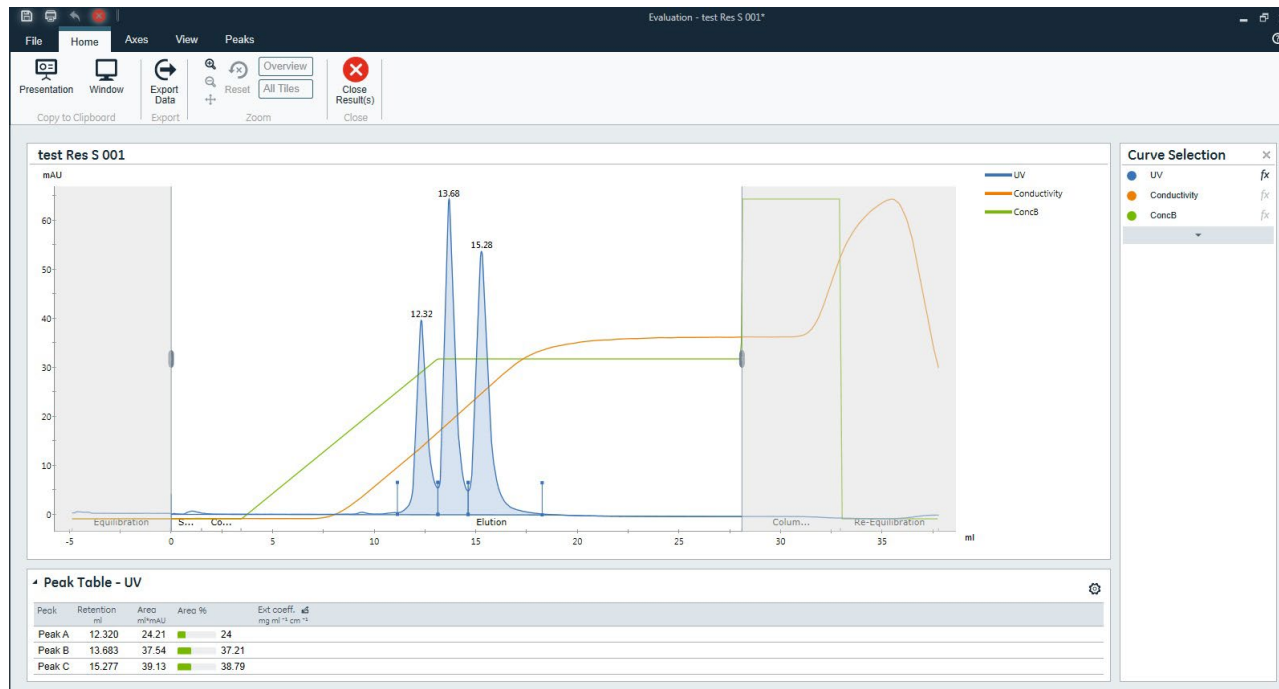 Evaluation - test Res S 001*
File Home Axes View Peaks
Presentation Window Export Data Reset Overview All Tiles Close Result(s)
Copy to Clipboard Export Zoom Close
test Res S 001
mAU
UV
Conductivity
ConcB
13.68
15.28
12.32
60
50
40
30
20
10
0
Equilibration S... Co... Elution Colum... Re-Equilibration
-5 0 5 10 15 20 25 30 35 ml
Curve Selection
UV fx
Conductivity fx
ConcB fx
Peak Table - UV
Peak Retention Area Area % Ext coeff.
ml ml*mAU mg ml⁻¹ cm⁻¹
Peak A 12.320 24.21 24
Peak B 13.683 37.54 37.21
Peak C 15.277 39.13 38.79